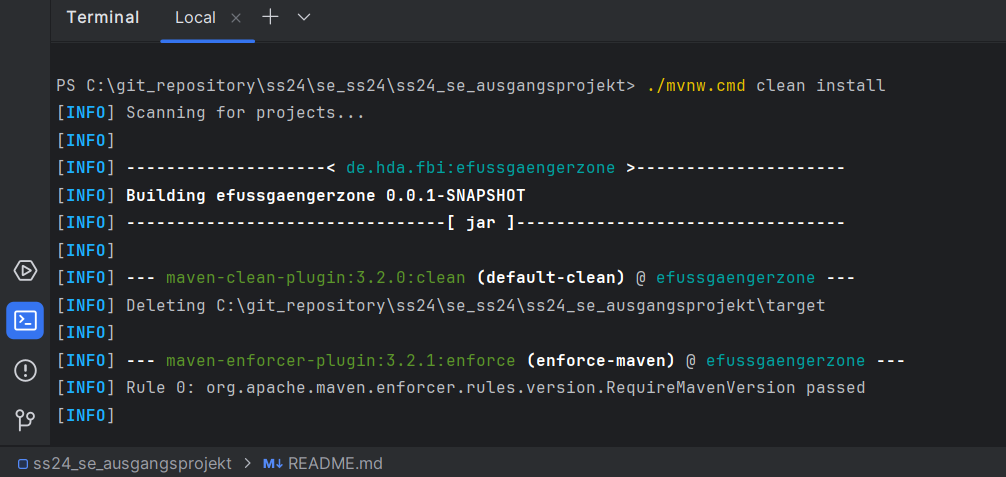 Terminal Local
PS C:\git_repository\ss24\se_ss24\ss24_se_ausgangsprojekt> ./mvnw.cmd clean install
[INFO] Scanning for projects...
[INFO]
[INFO] --------------------< de.hda.fbi:efussgaengerzone >---------------------
[INFO] Building efussgaengerzone 0.0.1-SNAPSHOT
[INFO] --------------------------------[ jar ]---------------------------------
[INFO]
[INFO] --- maven-clean-plugin:3.2.0:clean (default-clean) @ efussgaengerzone ---
[INFO] Deleting C:\git_repository\ss24\se_ss24\ss24_se_ausgangsprojekt\target
[INFO]
[INFO] --- maven-enforcer-plugin:3.2.1:enforce (enforce-maven) @ efussgaengerzone ---
[INFO] Rule 0: org.apache.maven.enforcer.rules.version.RequireMavenVersion passed
[INFO]
ss24_se_ausgangsprojekt > M↓ README.md